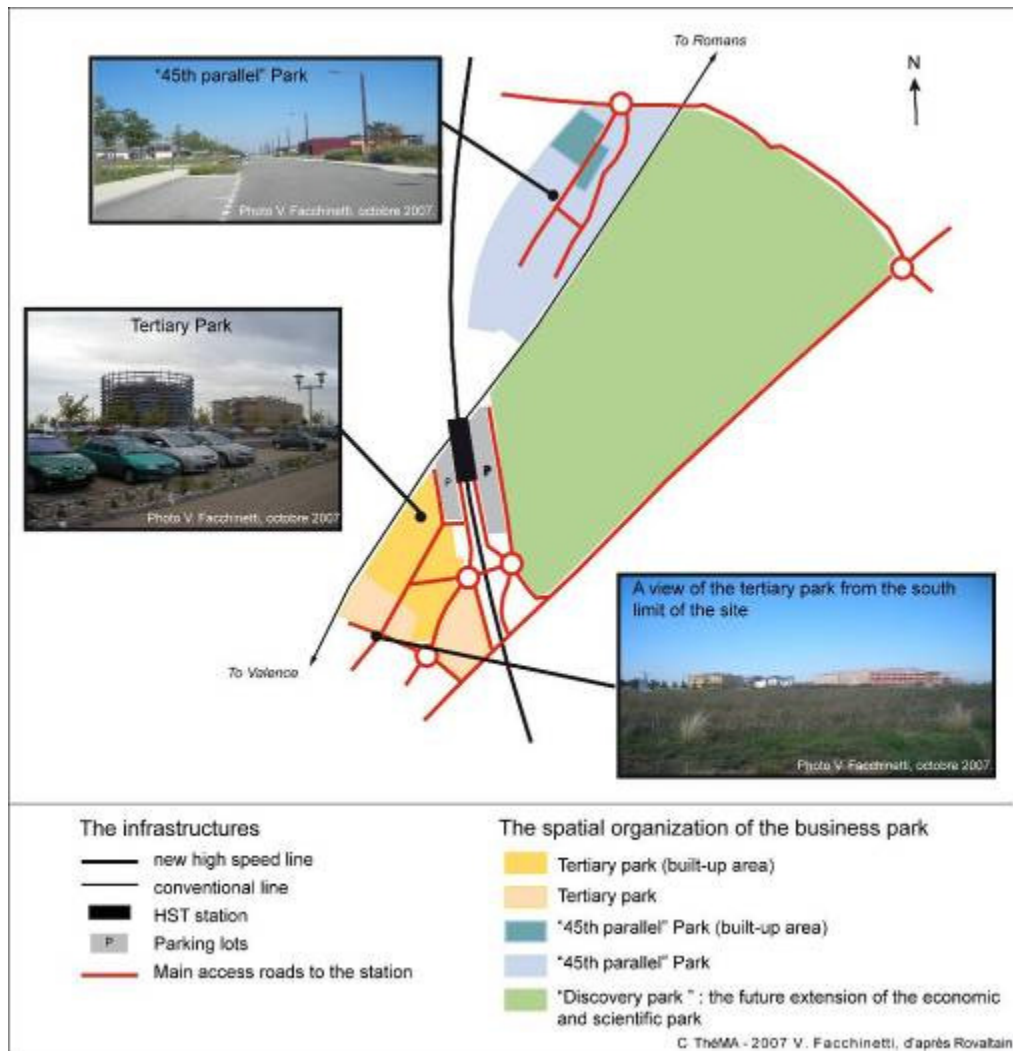 To Romans
N
"45th parallel" Park
Photo V. Facchinetti, octobre 2007.
Tertiary Park
Photo V. Facchinetti, octobre 2007
P
P
A view of the tertiary park from the south
limit of the site
To Valence
Photo V. Facchinetti, octobre 2007.
The infrastructures
new high speed line
conventional line
HST station
P
Parking lots
Main access roads to the station
The spatial organization of the business park
Tertiary park (built-up area)
Tertiary park
"45th parallel" Park (built-up area)
"45th parallel" Park
"Discovery park " : the future extension of the economic
and scientific park
C ThéMA - 2007 V. Facchinetti, d'après Rovaltain